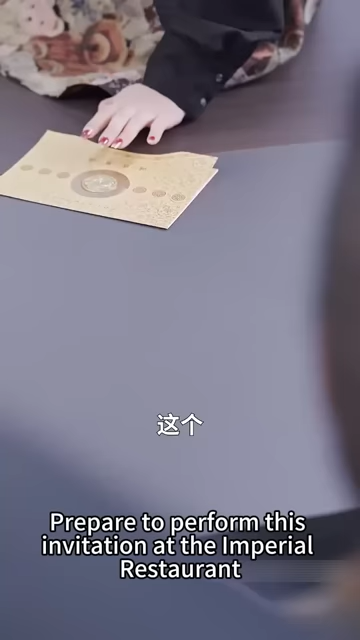 这个
Prepare to perform this
invitation at the Imperial
Restaurant